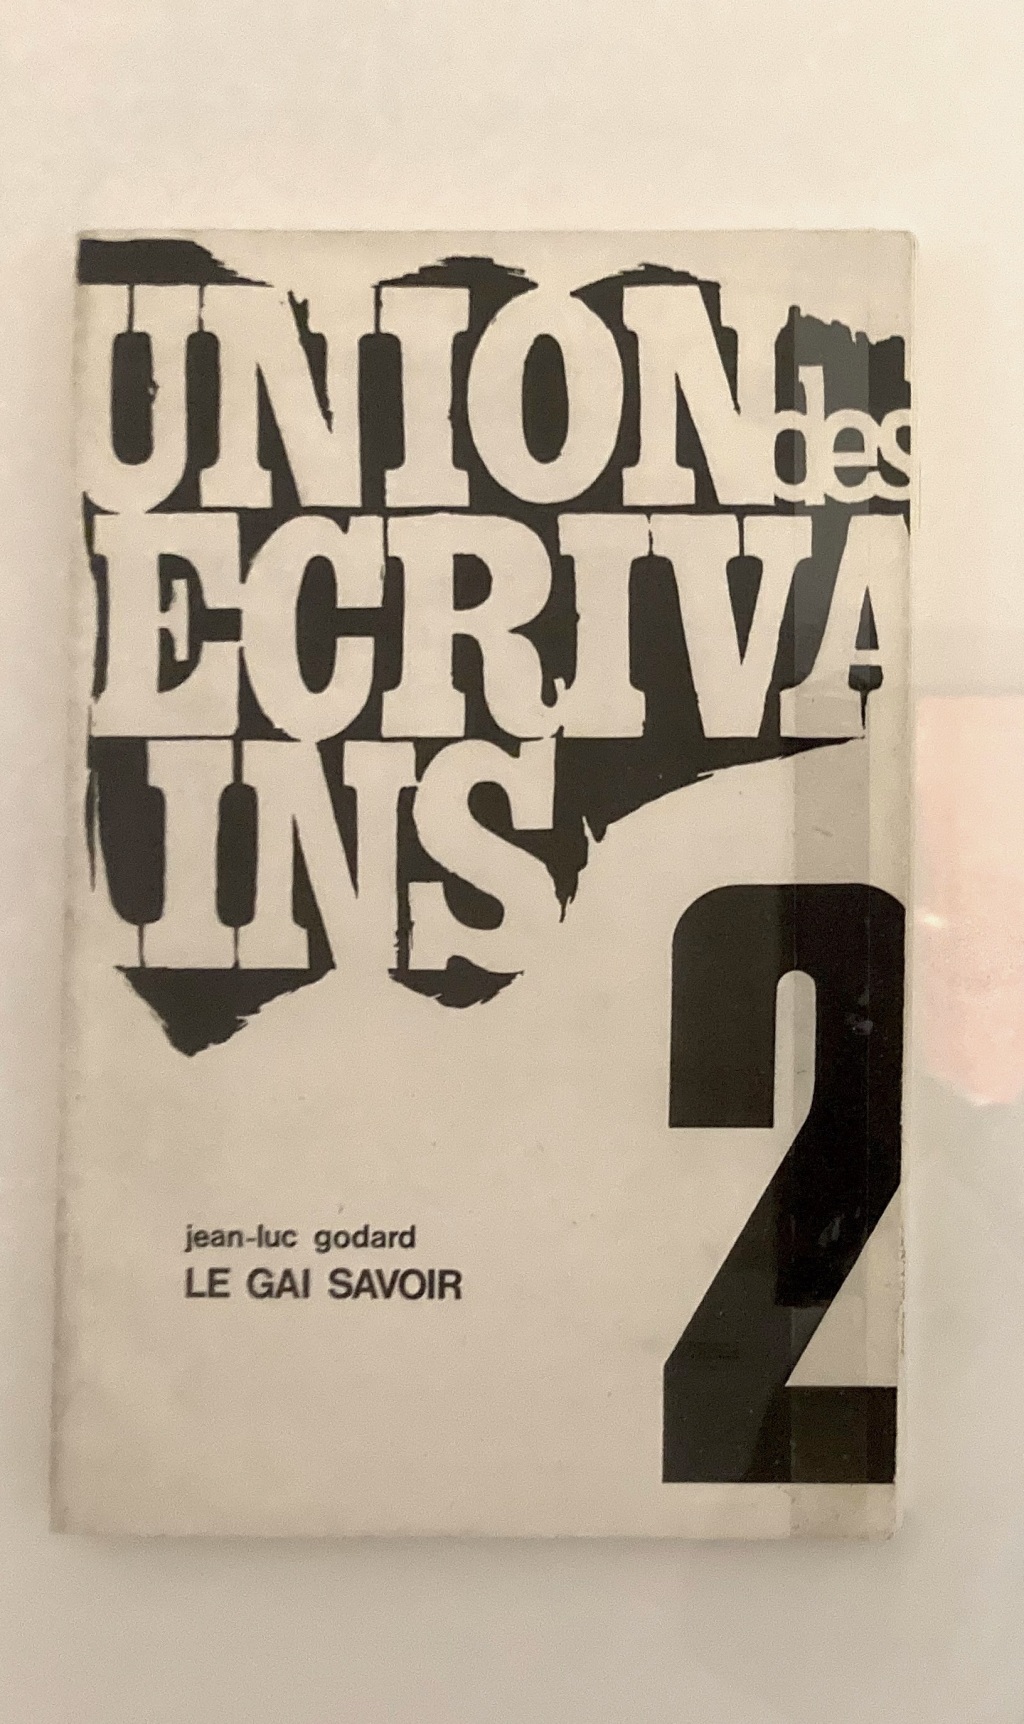 UNION des
ECRIVA
INS
2
jean-luc godard
LE GAI SAVOIR